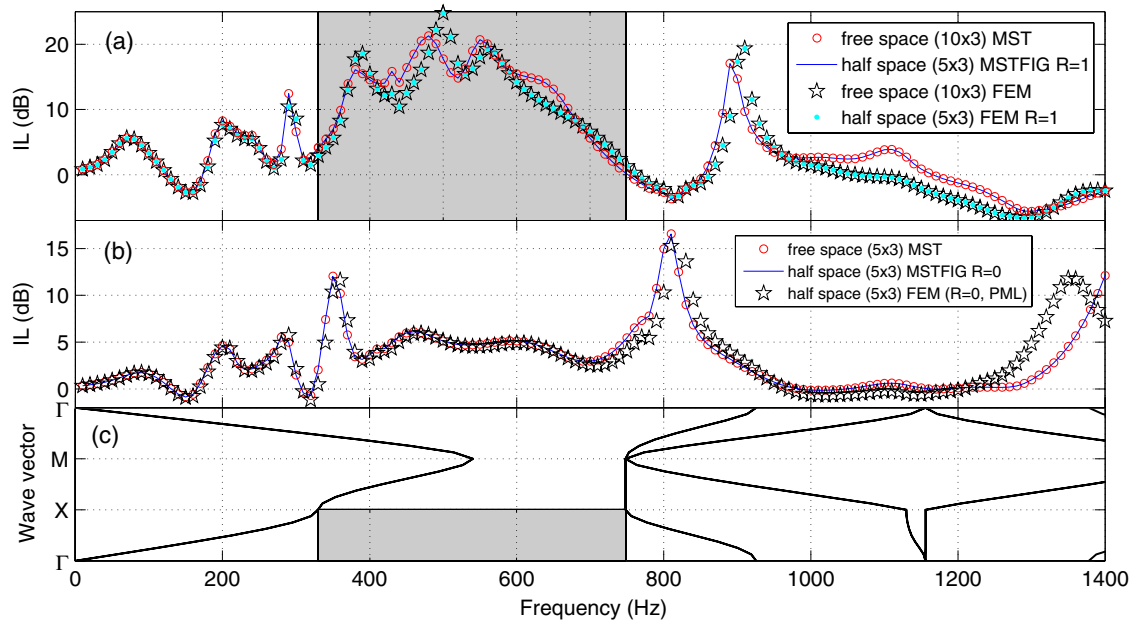 (a)
IL (dB)
20
10
0
free space (10x3) MST
half space (5x3) MSTFIG R=1
free space (10x3) FEM
half space (5x3) FEM R=1
(b)
IL (dB)
15
10
5
0
free space (5x3) MST
half space (5x3) MSTFIG R=0
half space (5x3) FEM (R=0, PML)
(c)
Wave vector
Γ
M
X
Γ
0 200 400 600 800 1000 1200 1400
Frequency (Hz)